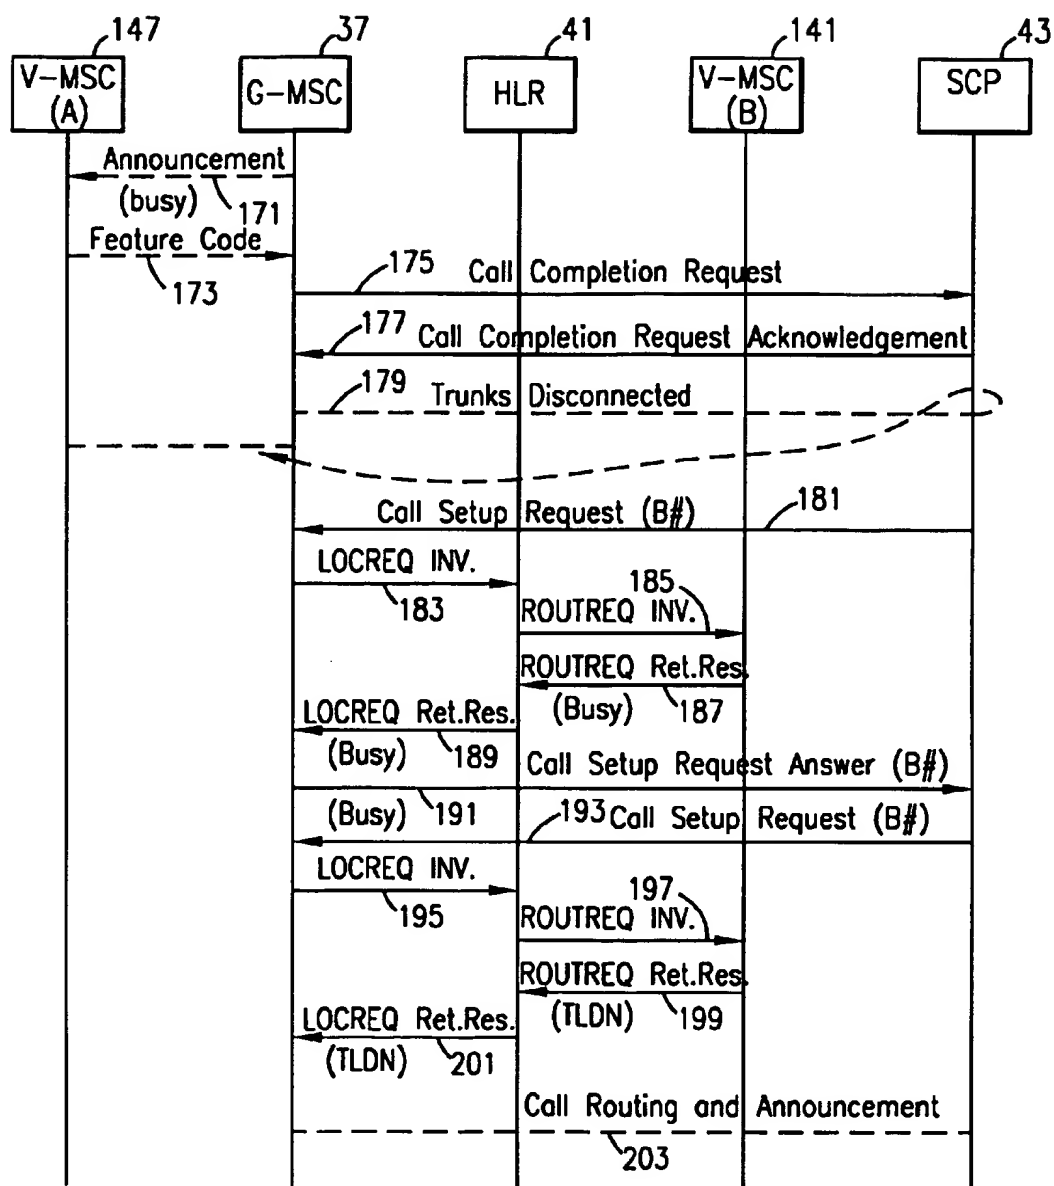 147 37 41 141 43
V-MSC
(A)
G-MSC
HLR
V-MSC
(B)
SCP
Announcement
(busy) 171
Feature Code
173
175 Call Completion Request
177 Call Completion Request Acknowledgement
179 Trunks Disconnected
Call Setup Request (B#) 181
LOCREQ INV.
183
185
ROUTREQ INV.
ROUTREQ Ret.Res.
(Busy) 187
LOCREQ Ret.Res.
(Busy) 189
Call Setup Request Answer (B#)
(Busy) 191
193 Call Setup Request (B#)
LOCREQ INV.
195
197
ROUTREQ INV.
ROUTREQ Ret.Res.
(TLDN) 199
LOCREQ Ret.Res.
(TLDN) 201
Call Routing and Announcement
203